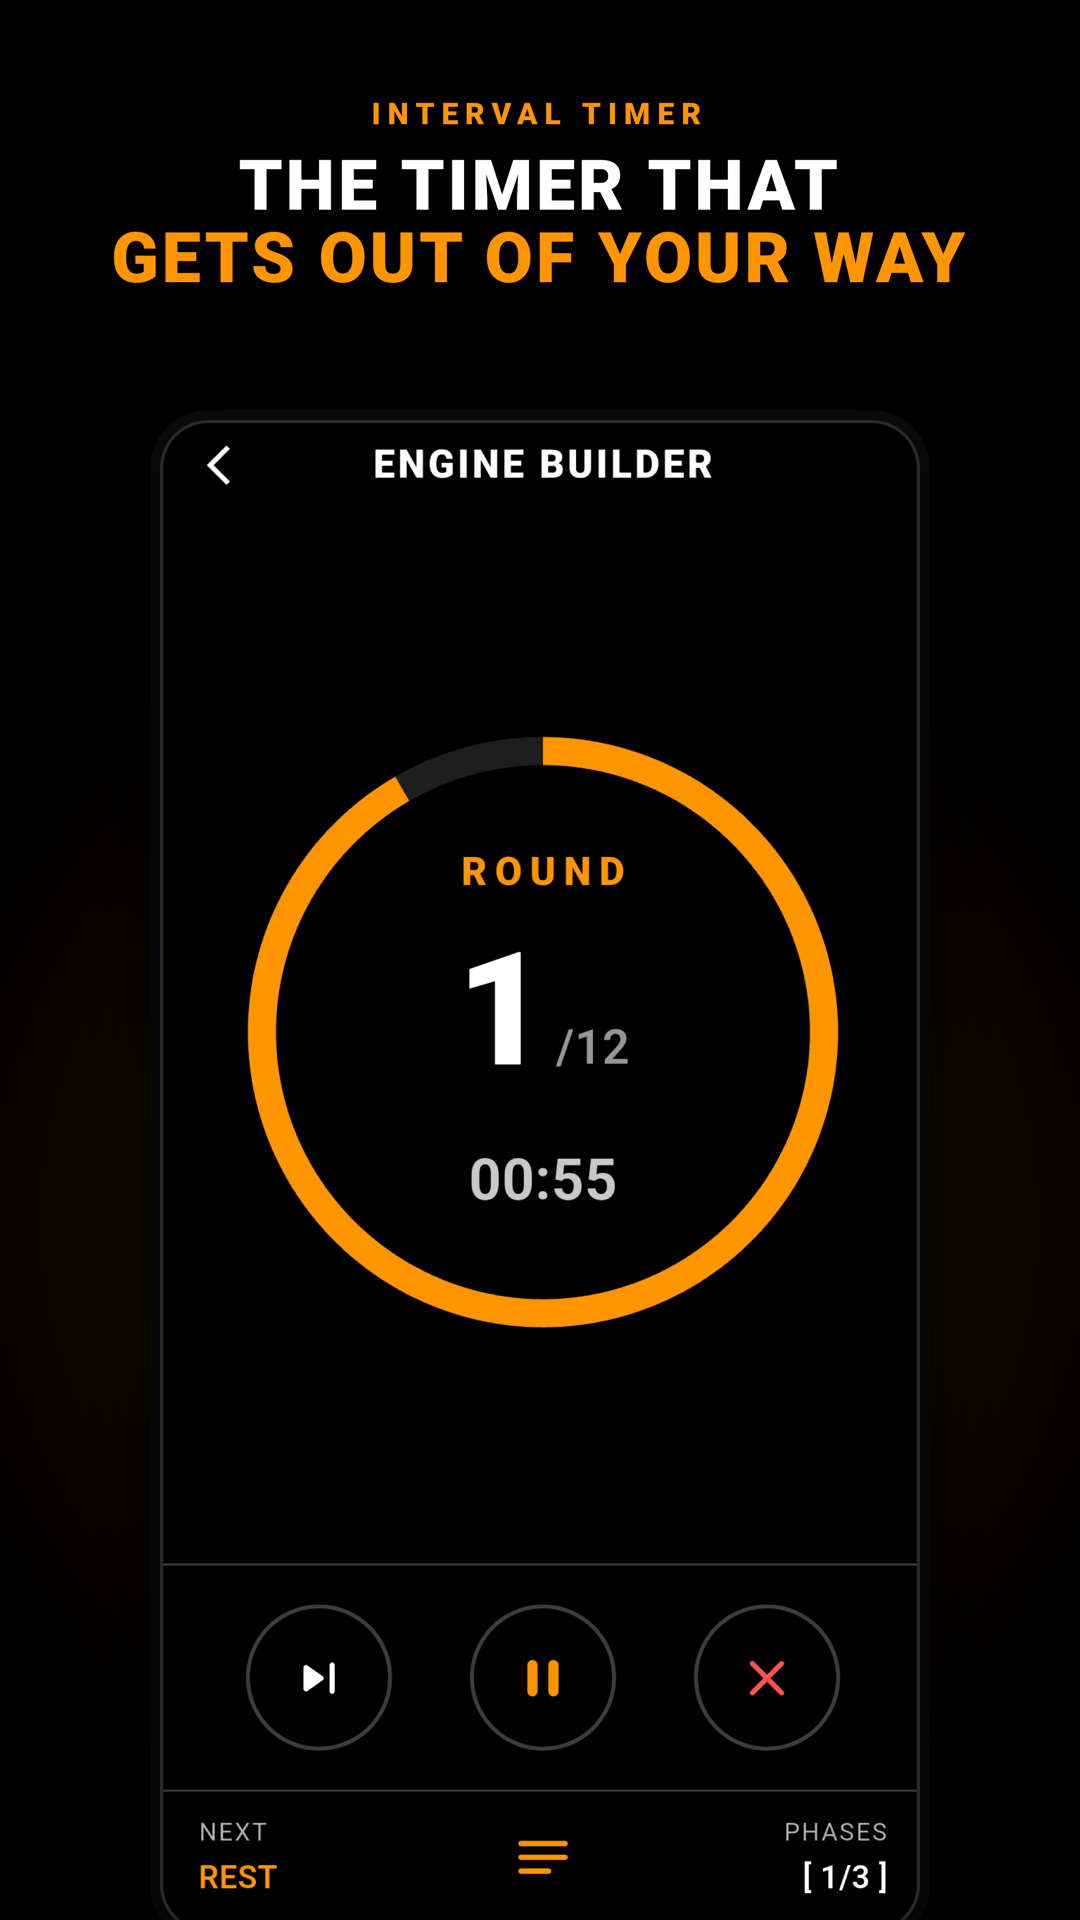 INTERVAL TIMER
THE TIMER THAT
GETS OUT OF YOUR WAY
ENGINE BUILDER
ROUND
1 /12
00:55
NEXT
REST
PHASES
[ 1/3 ]